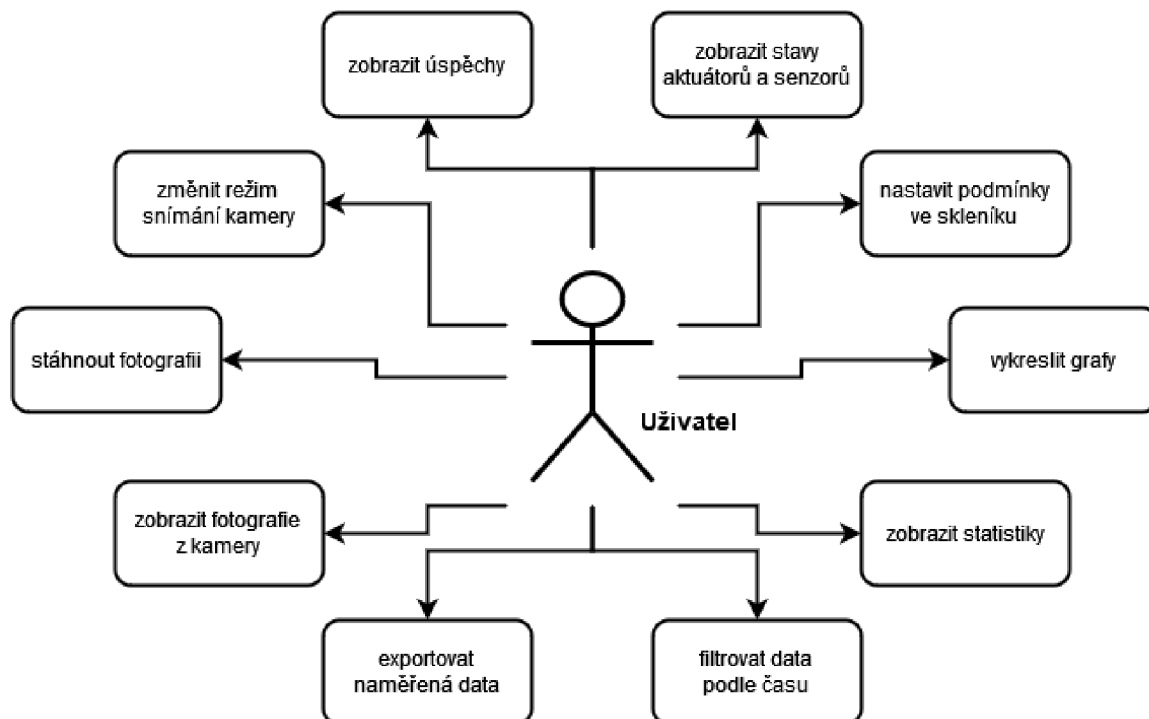 zobrazit úspěchy
zobrazit stavy
aktuátorů a senzorů
změnit režim
snímání kamery
nastavit podmínky
ve skleníku
stáhnout fotografii
vykreslit grafy
Uživatel
zobrazit fotografie
z kamery
zobrazit statistiky
exportovat
naměřená data
filtrovat data
podle času